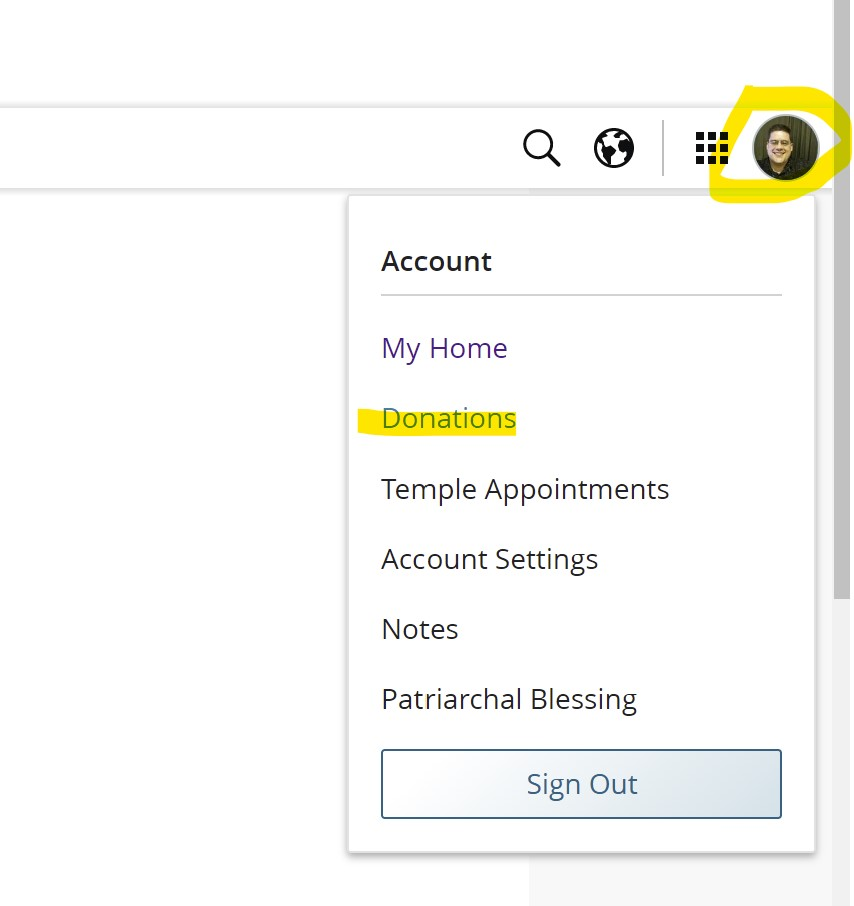 Account
My Home
Donations
Temple Appointments
Account Settings
Notes
Patriarchal Blessing
Sign Out